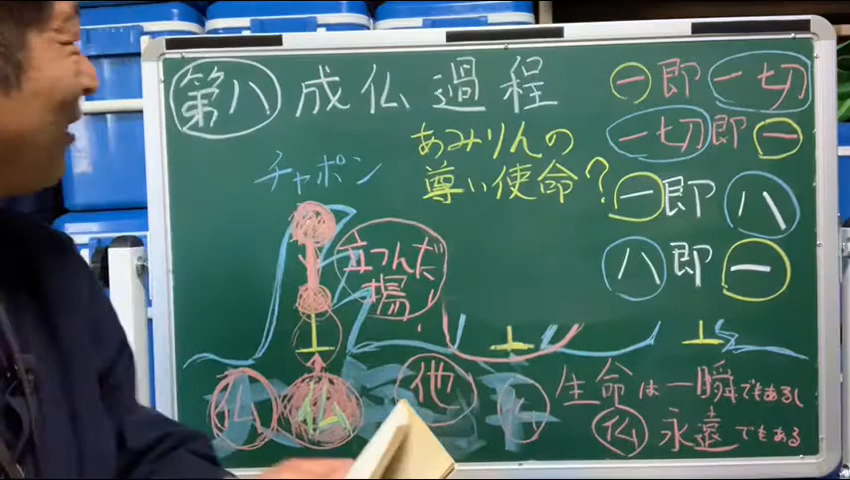 第八 成仏過程
一即一切
一切即一
一即八
八即一
あみりんの
尊い使命?
チャポン
立つんだ
場
仏
他
仏
生命は一瞬でもあるし
仏 永遠でもある